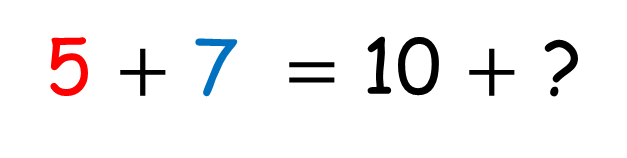 5 + 7 = 10 + ?